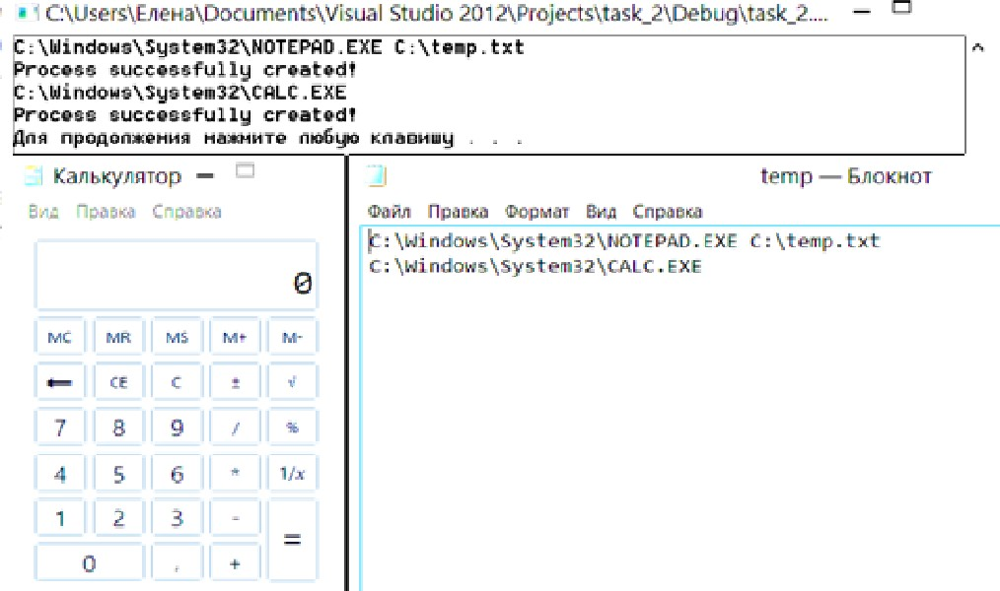 C:\Users\Елена\Documents\Visual Studio 2012\Projects\task_2\Debug\task_2....
C:\Windows\System32\NOTEPAD.EXE C:\temp.txt
Process successfully created!
C:\Windows\System32\CALC.EXE
Process successfully created!
Для продолжения нажмите любую клавишу . . .
Калькулятор
Вид Правка Справка
0
MC MR MS M+ M-
← CE C ± √
7 8 9 / %
4 5 6 * 1/x
1 2 3 -
=
0 , +
temp — Блокнот
Файл Правка Формат Вид Справка
C:\Windows\System32\NOTEPAD.EXE C:\temp.txt
C:\Windows\System32\CALC.EXE